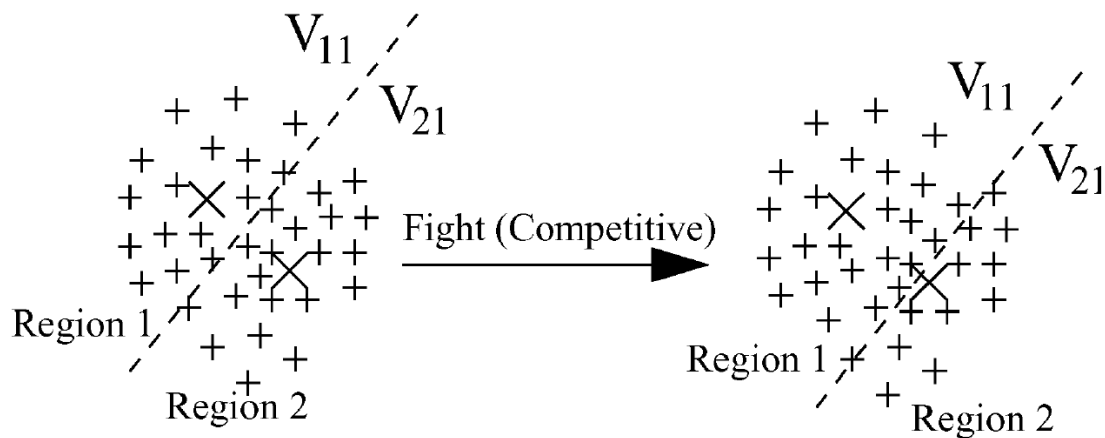 V11
V21
Region 1
Region 2
Fight (Competitive)
V11
V21
Region 1
Region 2